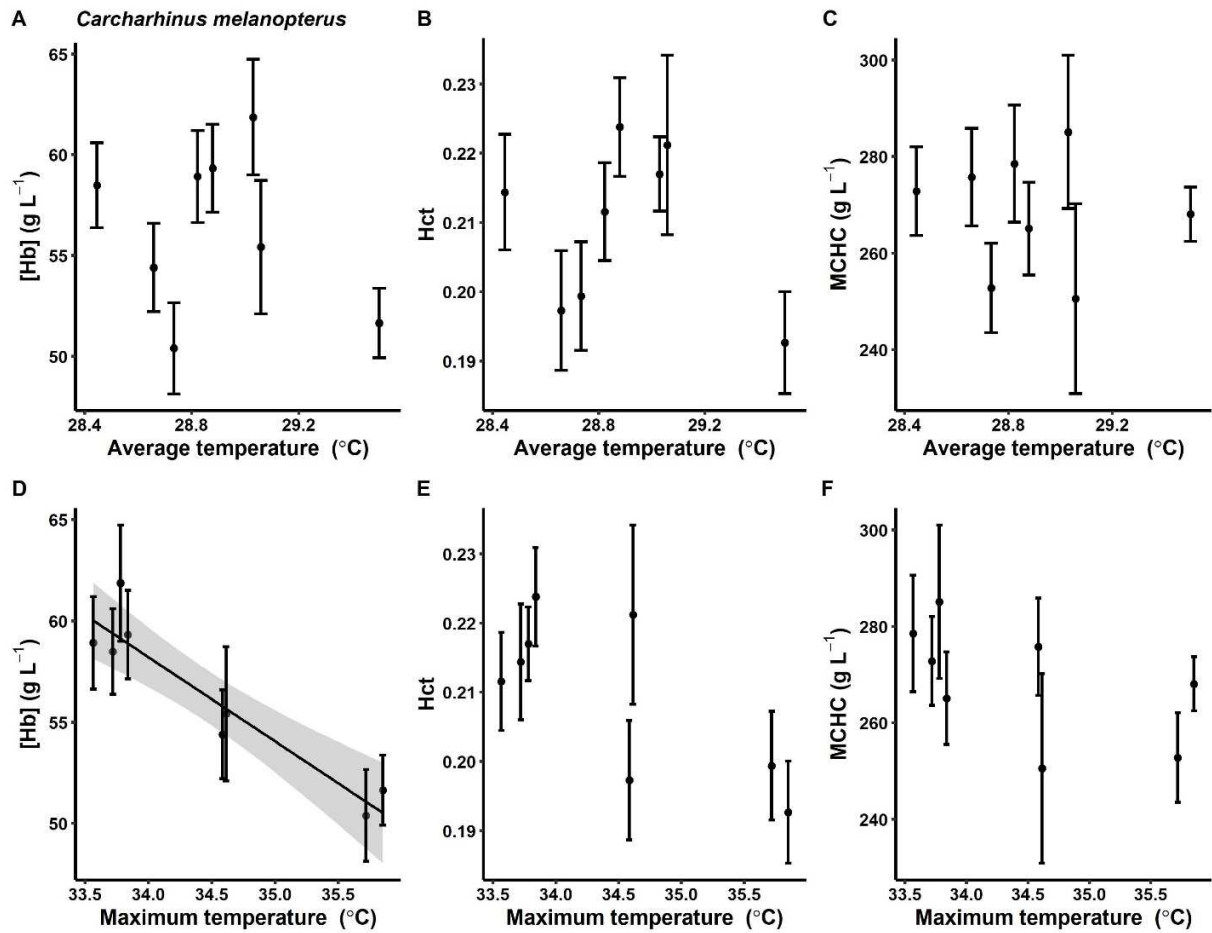 A Carcharhinus melanopterus
65
60
55
50
[Hb] (g L⁻¹)
28.4 28.8 29.2
Average temperature (°C)
B
0.23
0.22
0.21
0.20
0.19
Hct
28.4 28.8 29.2
Average temperature (°C)
C
300
280
260
240
MCHC (g L⁻¹)
28.4 28.8 29.2
Average temperature (°C)
D
65
60
55
50
[Hb] (g L⁻¹)
33.5 34.0 34.5 35.0 35.5
Maximum temperature (°C)
E
0.23
0.22
0.21
0.20
0.19
Hct
33.5 34.0 34.5 35.0 35.5
Maximum temperature (°C)
F
300
280
260
240
MCHC (g L⁻¹)
33.5 34.0 34.5 35.0 35.5
Maximum temperature (°C)